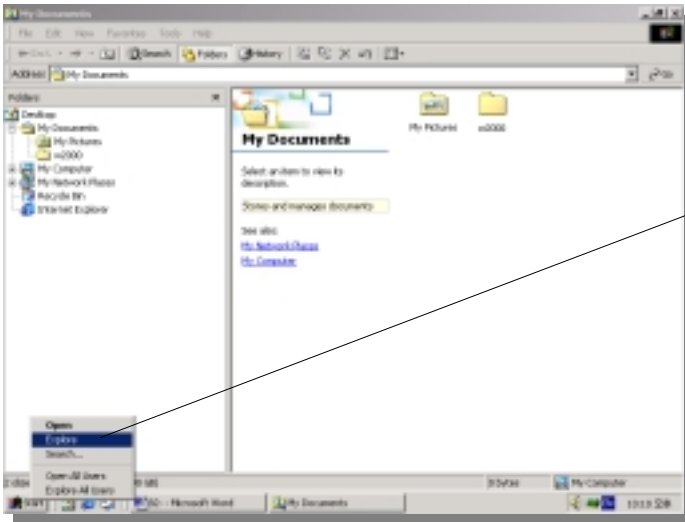 My Documents
File Edit View Favorites Tools Help
Back Search Folders History
Address My Documents Go
Folders
Desktop
My Documents
My Pictures
My Computer
My Network Places
Recycle Bin
Internet Explorer
My Documents
Select an item to view its
description.
Stores and manages documents
See also:
My Network Places
My Computer
My Pictures
Open
Explore
Search...
Open All Users
Explore All Users
0 bytes
My Computer
Start
Microsoft Word
My Documents